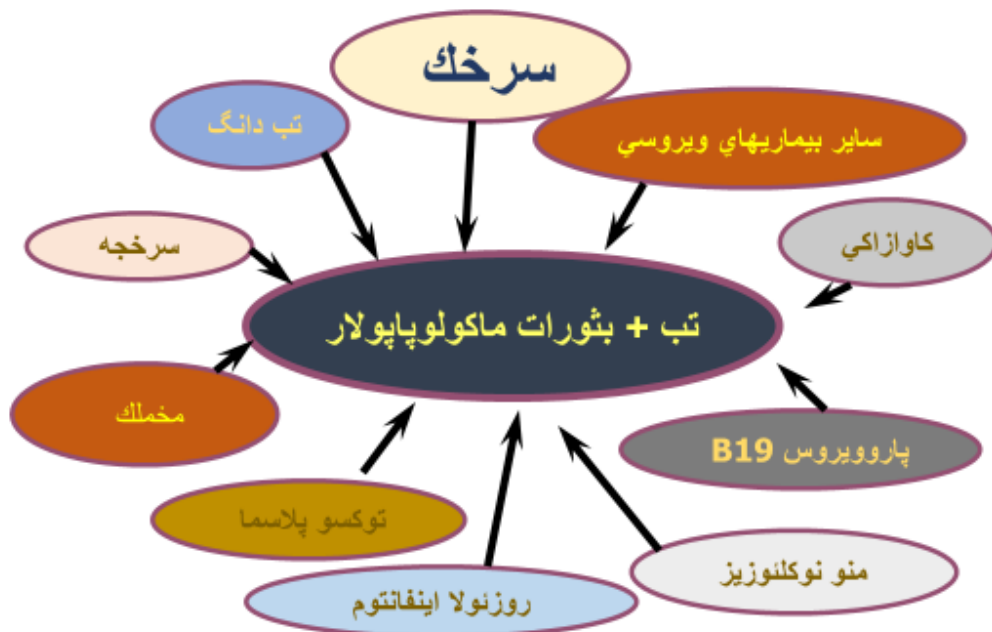 سرخك
تب دانگ
ساير بيماريهاي ويروسي
سرخجه
كاوازاكي
تب + بثورات ماكولوپاپولار
مخملك
پاروويروس B19
توكسو پلاسما
منو نوكلئوزيز
روزئولا اينفانتوم